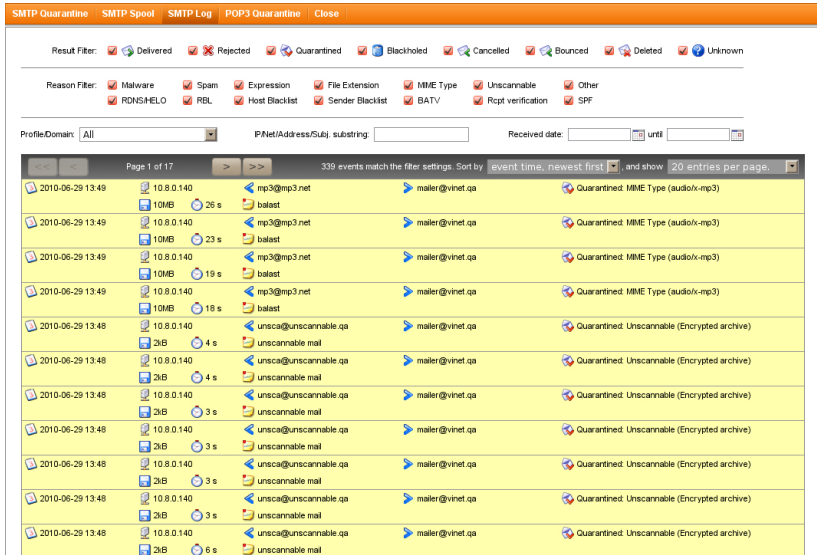 SMTP Quarantine SMTP Spool SMTP Log POP3 Quarantine Close
Result Filter: Delivered Rejected Quarantined Blackholed Cancelled Bounced Deleted Unknown
Reason Filter: Malware Spam Expression File Extension MIME Type Unscannable Other
RDNS/HELO RBL Host Blacklist Sender Blacklist BATV Rcpt verification SPF
Profile/Domain: All IP/Net/Address/Subj. substring: Received date: until
<< < Page 1 of 17 > >> 339 events match the filter settings. Sort by event time, newest first , and show 20 entries per page.
2010-06-29 13:49 10.8.0.140 mp3@mp3.net mailer@vinet.qa Quarantined: MIME Type (audio/x-mp3)
10MB 26 s balast
2010-06-29 13:49 10.8.0.140 mp3@mp3.net mailer@vinet.qa Quarantined: MIME Type (audio/x-mp3)
10MB 23 s balast
2010-06-29 13:49 10.8.0.140 mp3@mp3.net mailer@vinet.qa Quarantined: MIME Type (audio/x-mp3)
10MB 19 s balast
2010-06-29 13:49 10.8.0.140 mp3@mp3.net mailer@vinet.qa Quarantined: MIME Type (audio/x-mp3)
10MB 18 s balast
2010-06-29 13:48 10.8.0.140 unsca@unscannable.qa mailer@vinet.qa Quarantined: Unscannable (Encrypted archive)
2kB 4 s unscannable mail
2010-06-29 13:48 10.8.0.140 unsca@unscannable.qa mailer@vinet.qa Quarantined: Unscannable (Encrypted archive)
2kB 4 s unscannable mail
2010-06-29 13:48 10.8.0.140 unsca@unscannable.qa mailer@vinet.qa Quarantined: Unscannable (Encrypted archive)
2kB 3 s unscannable mail
2010-06-29 13:48 10.8.0.140 unsca@unscannable.qa mailer@vinet.qa Quarantined: Unscannable (Encrypted archive)
2kB 3 s unscannable mail
2010-06-29 13:48 10.8.0.140 unsca@unscannable.qa mailer@vinet.qa Quarantined: Unscannable (Encrypted archive)
2kB 3 s unscannable mail
2010-06-29 13:48 10.8.0.140 unsca@unscannable.qa mailer@vinet.qa Quarantined: Unscannable (Encrypted archive)
2kB 3 s unscannable mail
2010-06-29 13:48 10.8.0.140 unsca@unscannable.qa mailer@vinet.qa Quarantined: Unscannable (Encrypted archive)
2kB 6 s unscannable mail